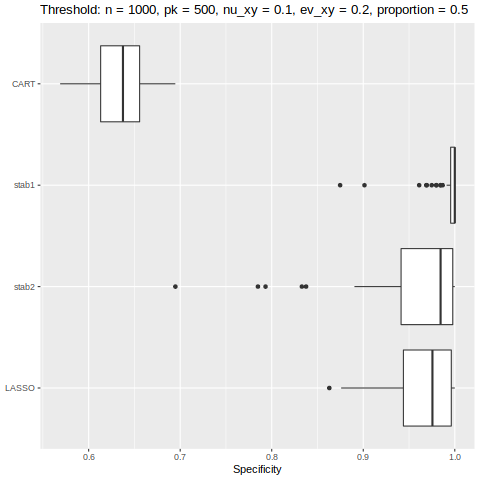 Threshold: n = 1000, pk = 500, nu_xy = 0.1, ev_xy = 0.2, proportion = 0.5
CART
stab1
stab2
LASSO
0.6 0.7 0.8 0.9 1.0
Specificity